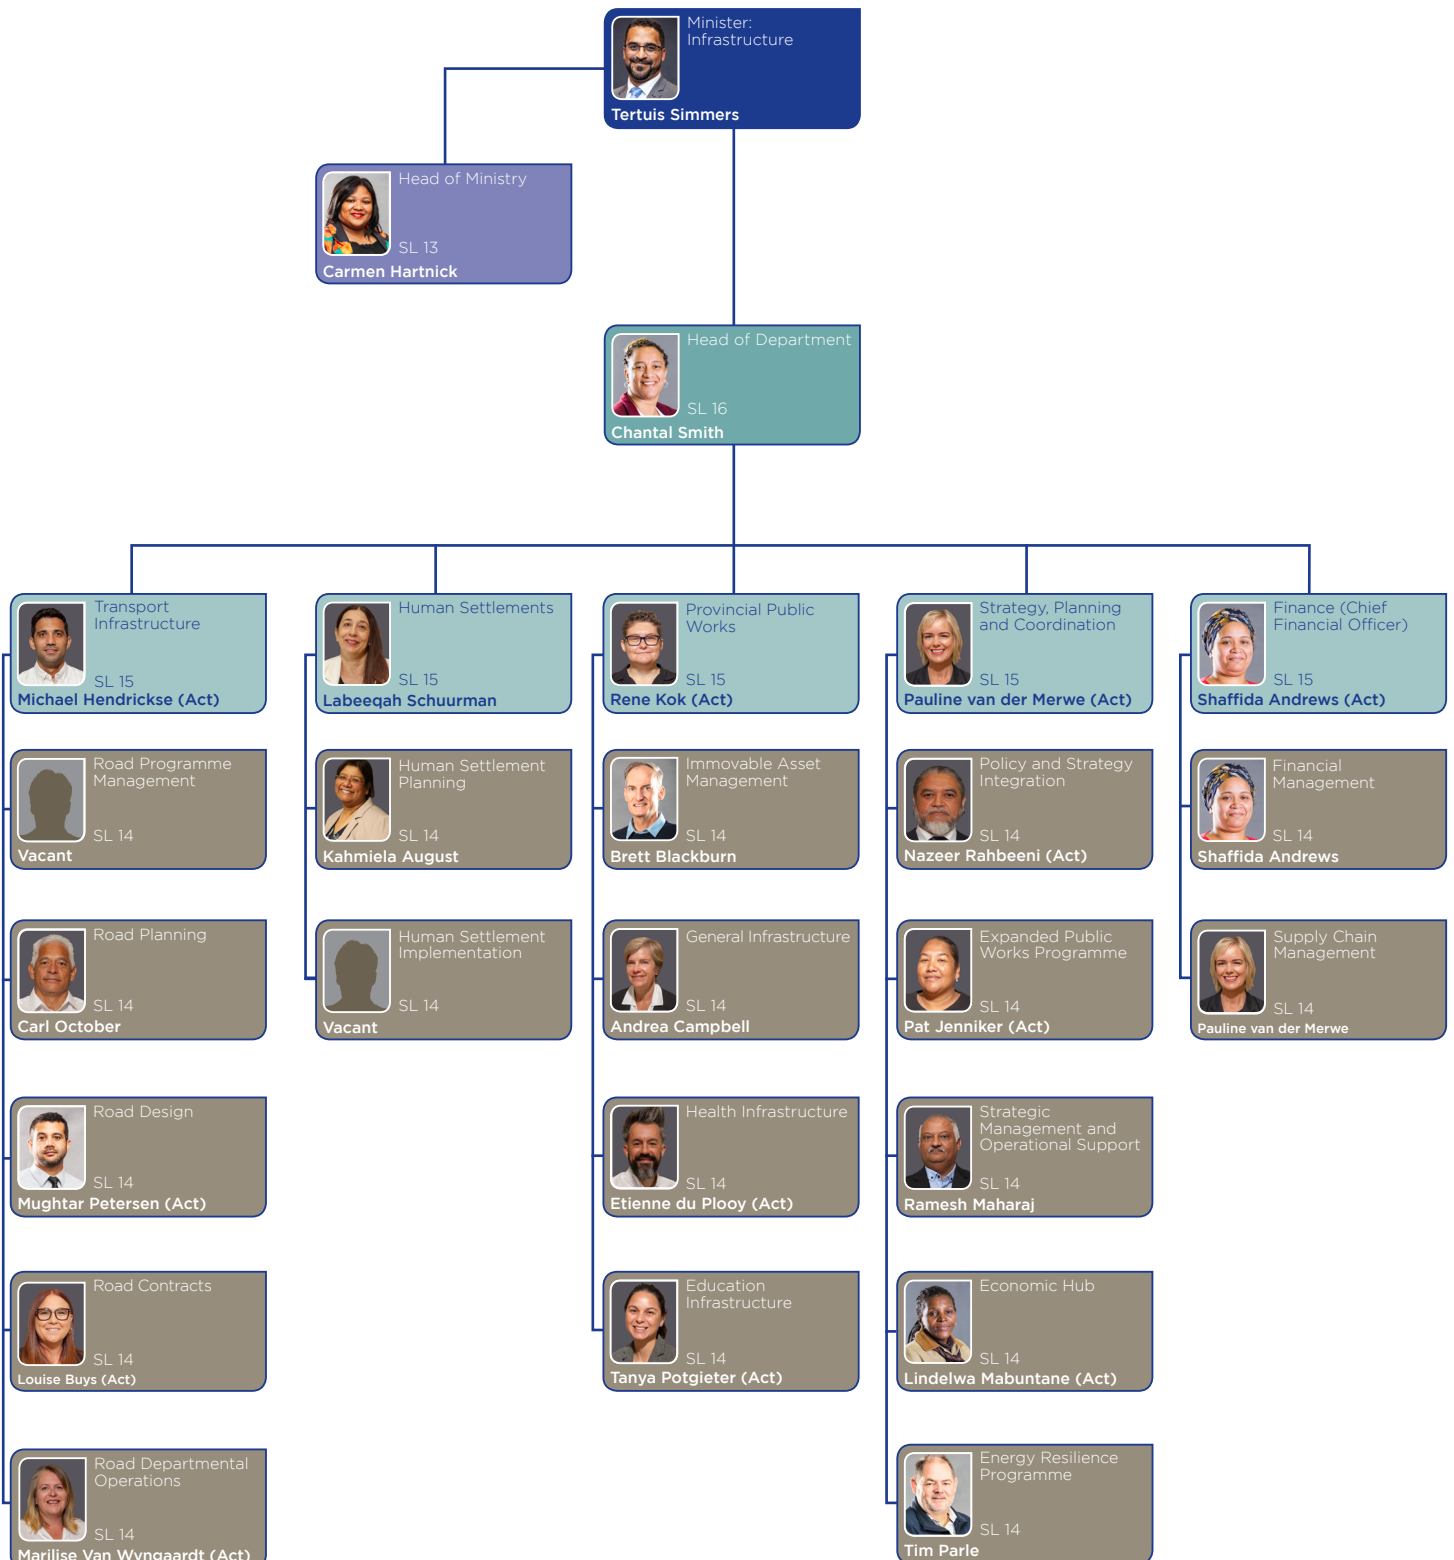 Minister:
Infrastructure
Tertuis Simmers
Head of Ministry
SL 13
Carmen Hartnick
Head of Department
SL 16
Chantal Smith
Transport
Infrastructure
SL 15
Michael Hendrickse (Act)
Road Programme
Management
SL 14
Vacant
Road Planning
SL 14
Carl October
Road Design
SL 14
Mughtar Petersen (Act)
Road Contracts
SL 14
Louise Buys (Act)
Road Departmental
Operations
SL 14
Marilise Van Wyngaardt (Act)
Human Settlements
SL 15
Labeeqah Schuurman
Human Settlement
Planning
SL 14
Kahmiela August
Human Settlement
Implementation
SL 14
Vacant
Provincial Public
Works
SL 15
Rene Kok (Act)
Immovable Asset
Management
SL 14
Brett Blackburn
General Infrastructure
SL 14
Andrea Campbell
Health Infrastructure
SL 14
Etienne du Plooy (Act)
Education
Infrastructure
SL 14
Tanya Potgieter (Act)
Strategy, Planning
and Coordination
SL 15
Pauline van der Merwe (Act)
Policy and Strategy
Integration
SL 14
Nazeer Rahbeeni (Act)
Expanded Public
Works Programme
SL 14
Pat Jenniker (Act)
Strategic
Management and
Operational Support
SL 14
Ramesh Maharaj
Economic Hub
SL 14
Lindelwa Mabuntane (Act)
Energy Resilience
Programme
SL 14
Tim Parle
Finance (Chief
Financial Officer)
SL 15
Shaffida Andrews (Act)
Financial
Management
SL 14
Shaffida Andrews
Supply Chain
Management
SL 14
Pauline van der Merwe